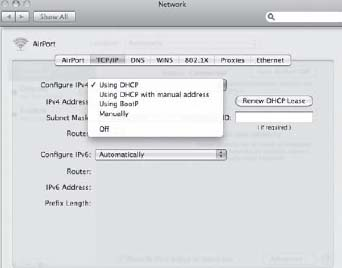 Network
Show All
AirPort
AirPort TCP/IP DNS WINS 802.1X Proxies Ethernet
Configure IPv4 ✓ Using DHCP
Using DHCP with manual address
Using BootP
Manually
Off
IPv4 Address
Renew DHCP Lease
Subnet Mask
ID:
Router:
( If required )
Configure IPv6: Automatically
Router:
IPv6 Address:
Prefix Length: